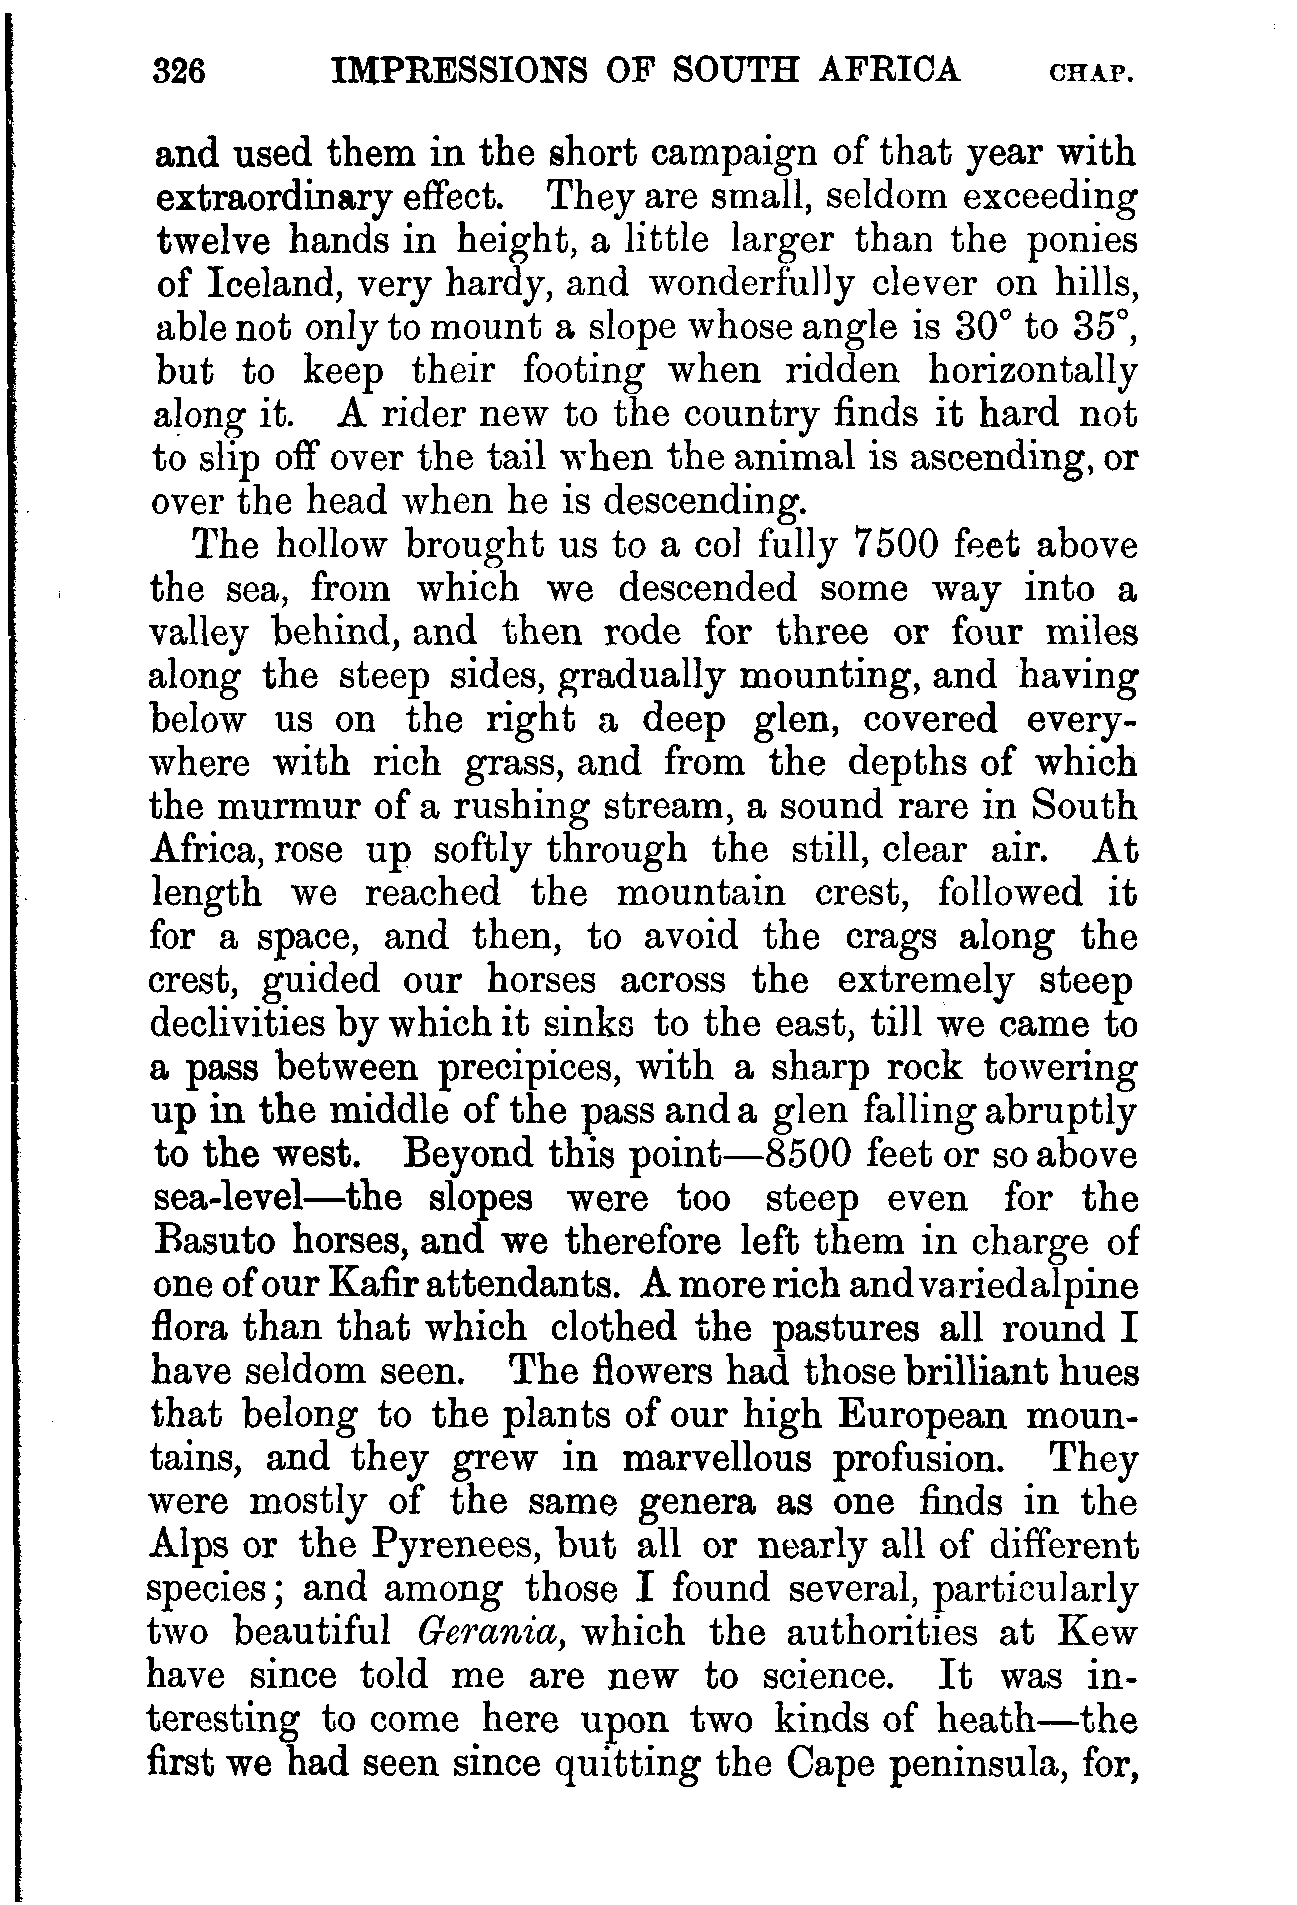 326 IMPRESSIONS OF SOUTH AFRICA CHAP.
and used them in the short campaign of that year with
extraordinary effect. They are small, seldom exceeding
twelve hands in height, a little larger than the ponies
of Iceland, very hardy, and wonderfully clever on hills,
able not only to mount a slope whose angle is 30° to 35°,
but to keep their footing when ridden horizontally
along it. A rider new to the country finds it hard not
to slip off over the tail when the animal is ascending, or
over the head when he is descending.
The hollow brought us to a col fully 7500 feet above
the sea, from which we descended some way into a
valley behind, and then rode for three or four miles
along the steep sides, gradually mounting, and having
below us on the right a deep glen, covered every-
where with rich grass, and from the depths of which
the murmur of a rushing stream, a sound rare in South
Africa, rose up softly through the still, clear air. At
length we reached the mountain crest, followed it
for a space, and then, to avoid the crags along the
crest, guided our horses across the extremely steep
declivities by which it sinks to the east, till we came to
a pass between precipices, with a sharp rock towering
up in the middle of the pass and a glen falling abruptly
to the west. Beyond this point—8500 feet or so above
sea-level—the slopes were too steep even for the
Basuto horses, and we therefore left them in charge of
one of our Kafir attendants. A more rich and varied alpine
flora than that which clothed the pastures all round I
have seldom seen. The flowers had those brilliant hues
that belong to the plants of our high European moun-
tains, and they grew in marvellous profusion. They
were mostly of the same genera as one finds in the
Alps or the Pyrenees, but all or nearly all of different
species; and among those I found several, particularly
two beautiful Gerania, which the authorities at Kew
have since told me are new to science. It was in-
teresting to come here upon two kinds of heath—the
first we had seen since quitting the Cape peninsula, for,